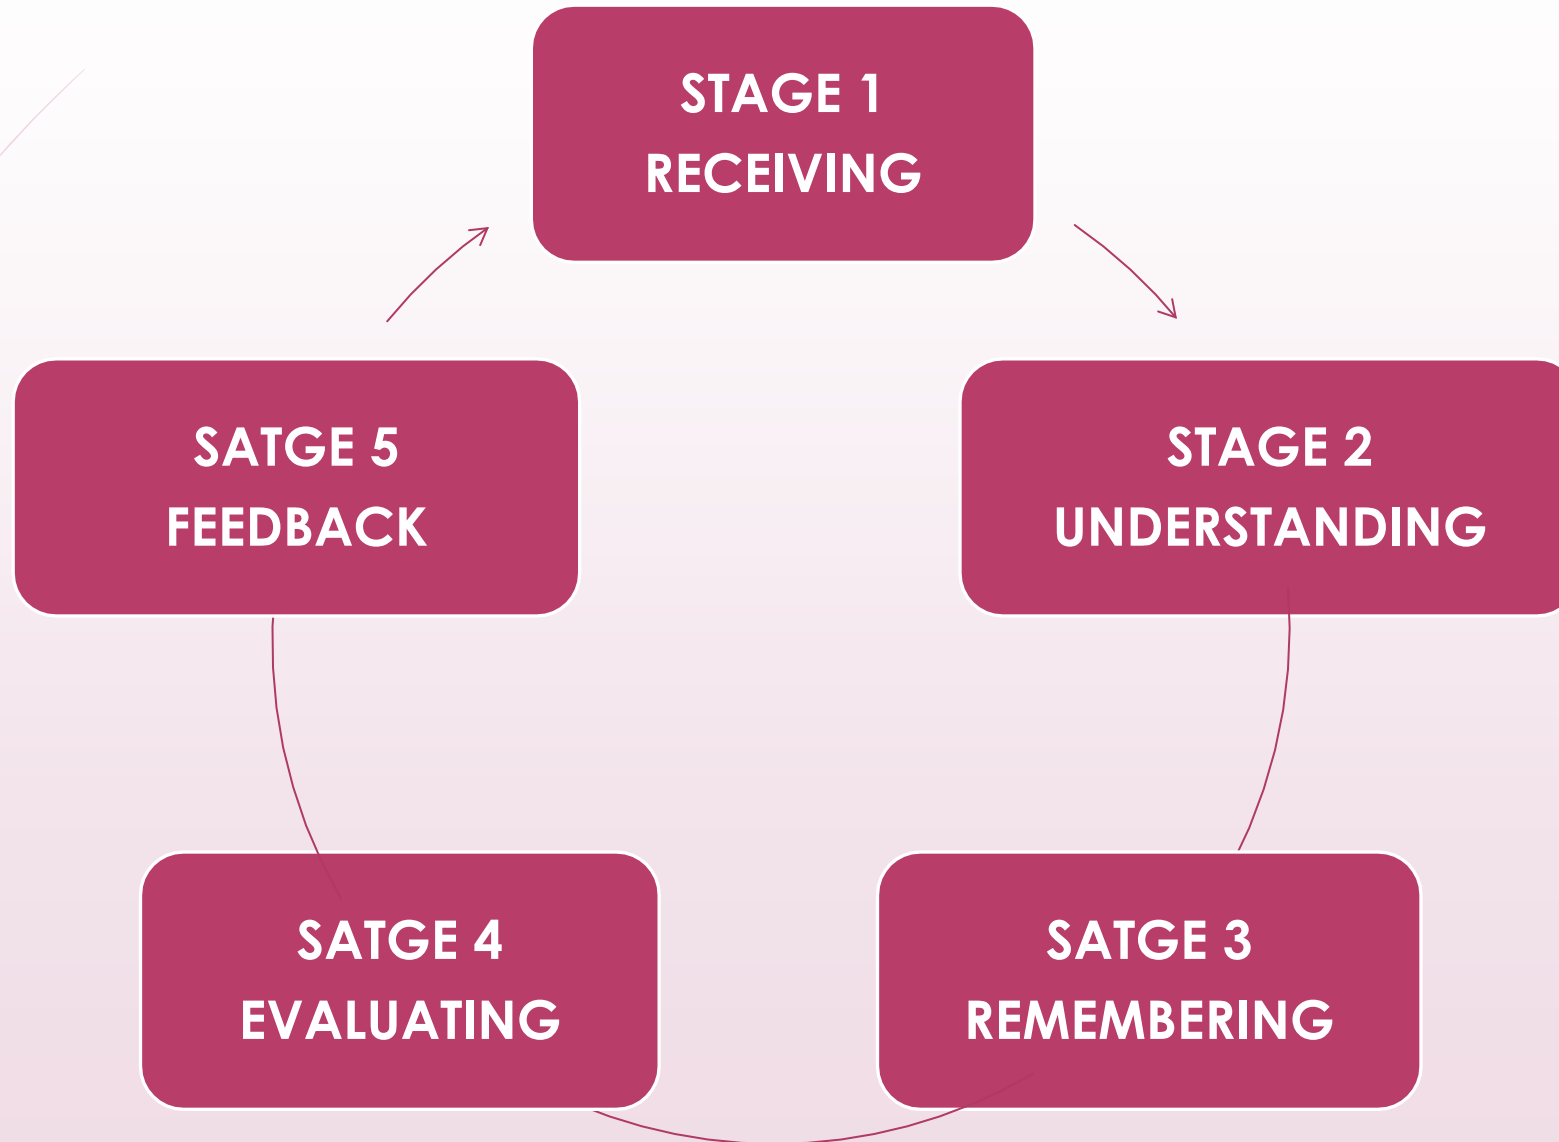 STAGE 1
RECEIVING
STAGE 2
UNDERSTANDING
SATGE 3
REMEMBERING
SATGE 4
EVALUATING
SATGE 5
FEEDBACK